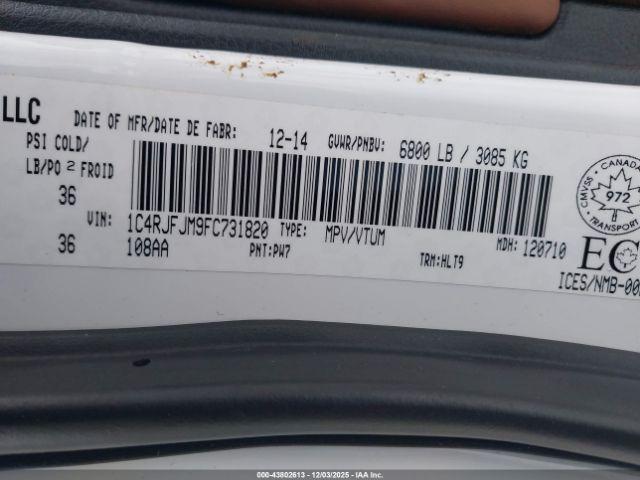 LLC
DATE OF MFR/DATE DE FABR: 12-14 GVWR/PNBV: 6800 LB / 3085 KG
PSI COLD/
LB/PO 2 FROID
36
VIN: 1C4RJFJM9FC731820 TYPE: MPV/VTUM MDH: 120710
36 108AA PNT:PW7 TRM:HLT9
CANADA
CMVSS
972
NSVAC
EC
ICES/NMB-00
000-43802613 | 12/03/2025 | IAA Inc.